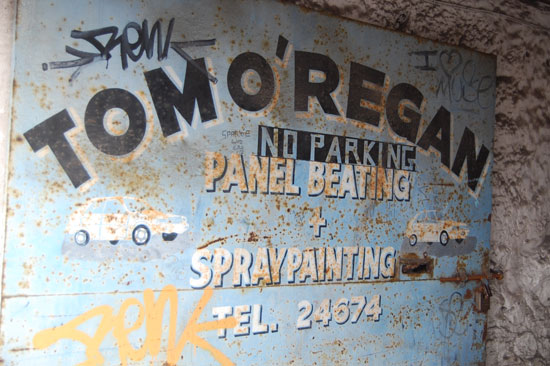 TOM O'REGAN
NO PARKING
PANEL BEATING
+
SPRAYPAINTING
TEL. 24674
I ♡